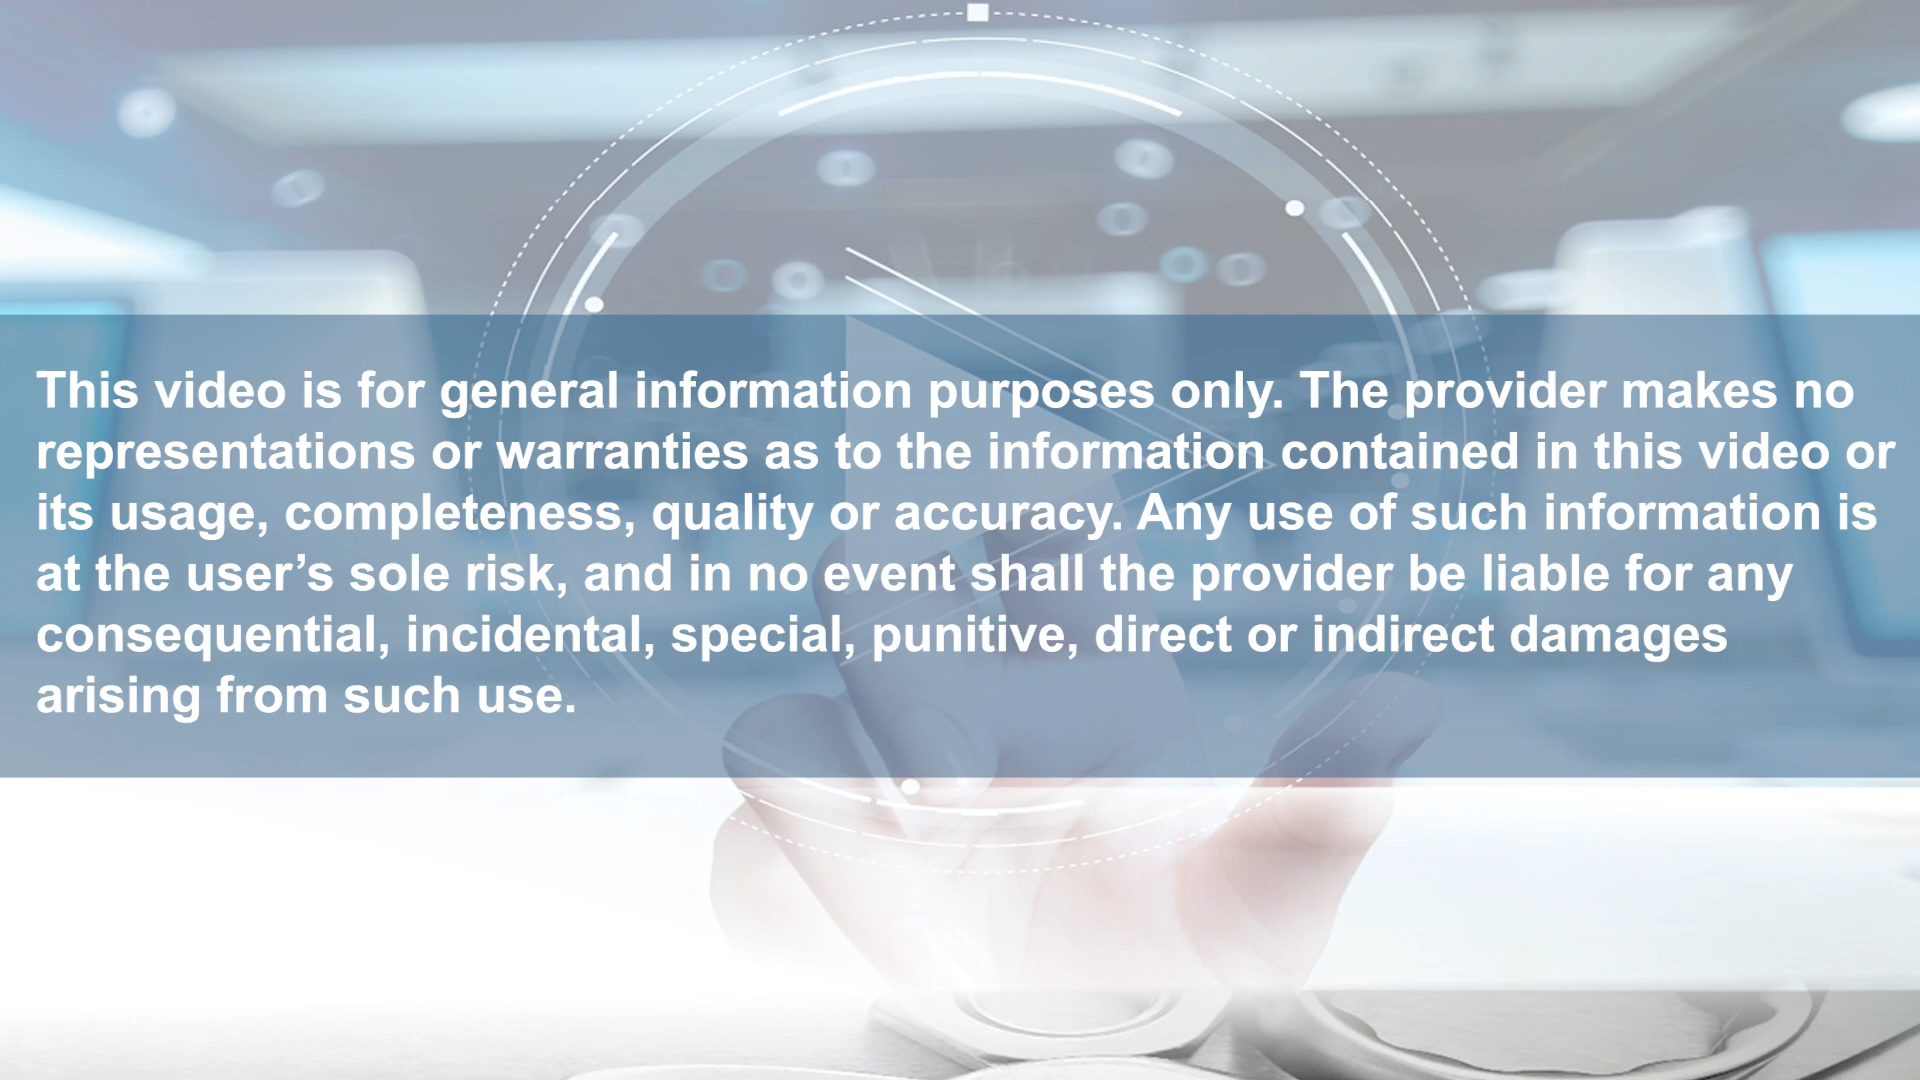 This video is for general information purposes only. The provider makes no
representations or warranties as to the information contained in this video or
its usage, completeness, quality or accuracy. Any use of such information is
at the user’s sole risk, and in no event shall the provider be liable for any
consequential, incidental, special, punitive, direct or indirect damages
arising from such use.